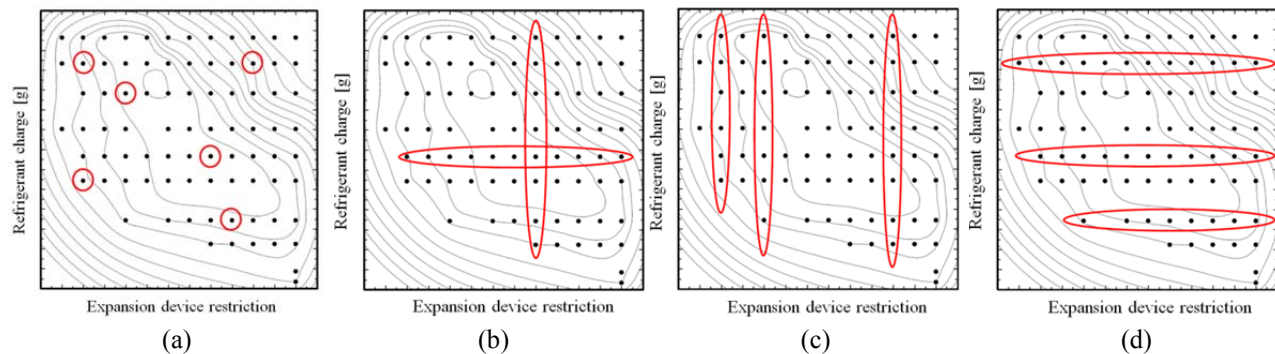 Refrigerant charge [g]
Expansion device restriction
(a)
Refrigerant charge [g]
Expansion device restriction
(b)
Refrigerant charge [g]
Expansion device restriction
(c)
Refrigerant charge [g]
Expansion device restriction
(d)